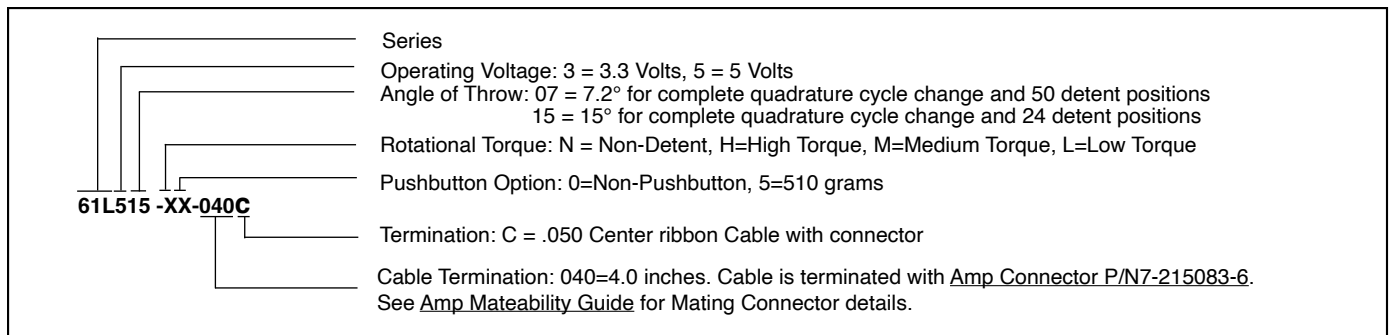 Series
Operating Voltage: 3 = 3.3 Volts, 5 = 5 Volts
Angle of Throw: 07 = 7.2° for complete quadrature cycle change and 50 detent positions
15 = 15° for complete quadrature cycle change and 24 detent positions
Rotational Torque: N = Non-Detent, H=High Torque, M=Medium Torque, L=Low Torque
Pushbutton Option: 0=Non-Pushbutton, 5=510 grams
61L515 -XX-040C
Termination: C = .050 Center ribbon Cable with connector
Cable Termination: 040=4.0 inches. Cable is terminated with Amp Connector P/N7-215083-6.
See Amp Mateability Guide for Mating Connector details.